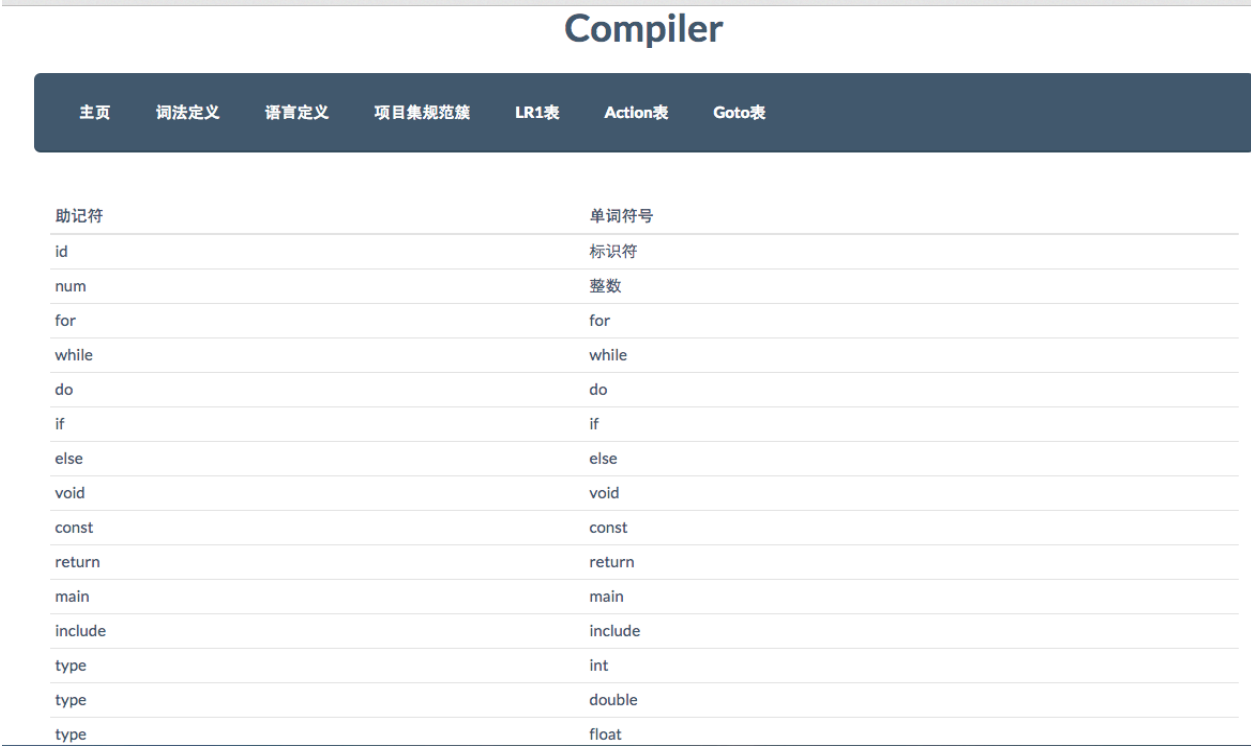 Compiler
主页 词法定义 语言定义 项目集规范簇 LR1表 Action表 Goto表
助记符 单词符号
id 标识符
num 整数
for for
while while
do do
if if
else else
void void
const const
return return
main main
include include
type int
type double
type float